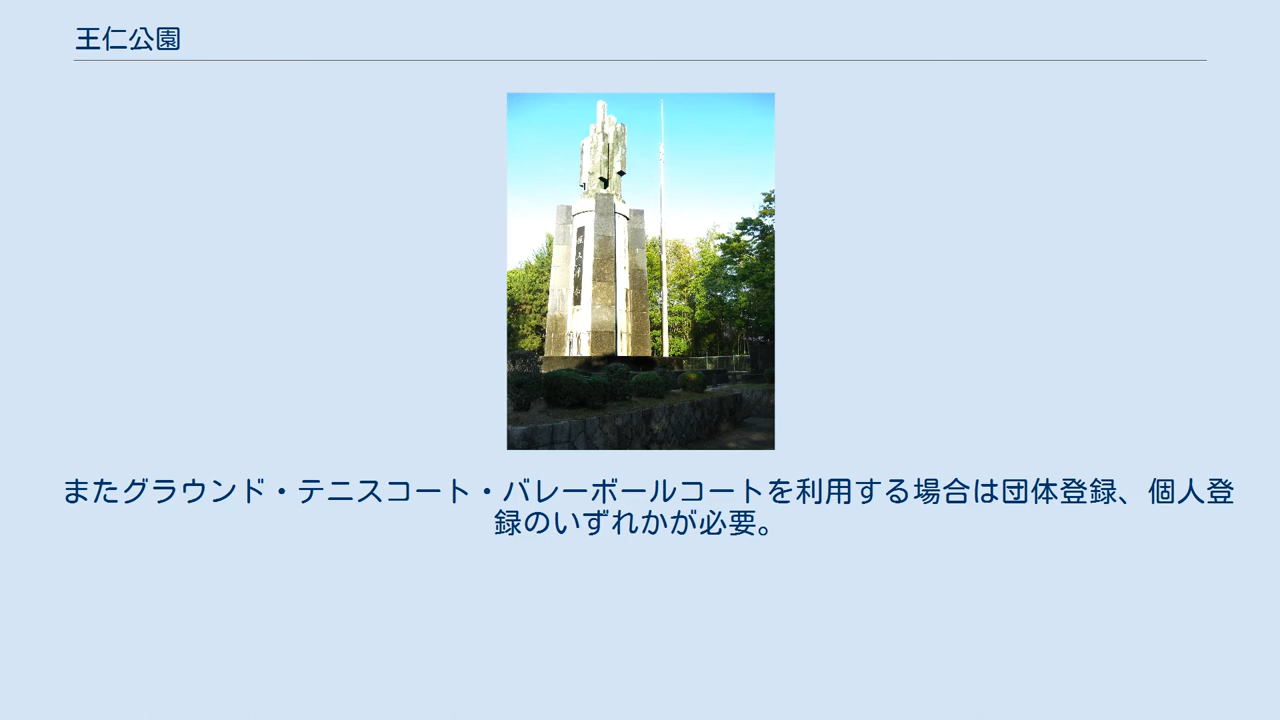 王仁公園
またグラウンド・テニスコート・バレーボールコートを利用する場合は団体登録、個人登
録のいずれかが必要。